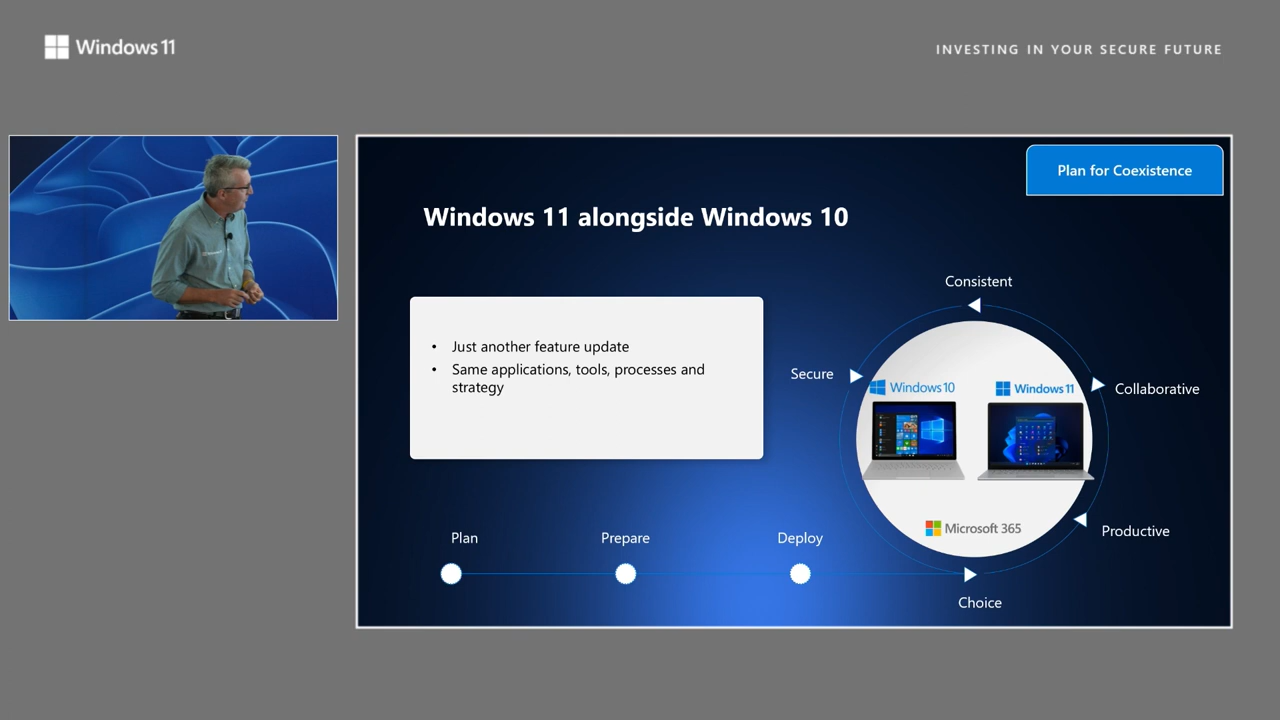 Windows 11
INVESTING IN YOUR SECURE FUTURE
Plan for Coexistence
Windows 11 alongside Windows 10
• Just another feature update
• Same applications, tools, processes and
strategy
Consistent
Secure
Collaborative
Windows 10
Windows 11
Microsoft 365
Productive
Choice
Plan
Prepare
Deploy